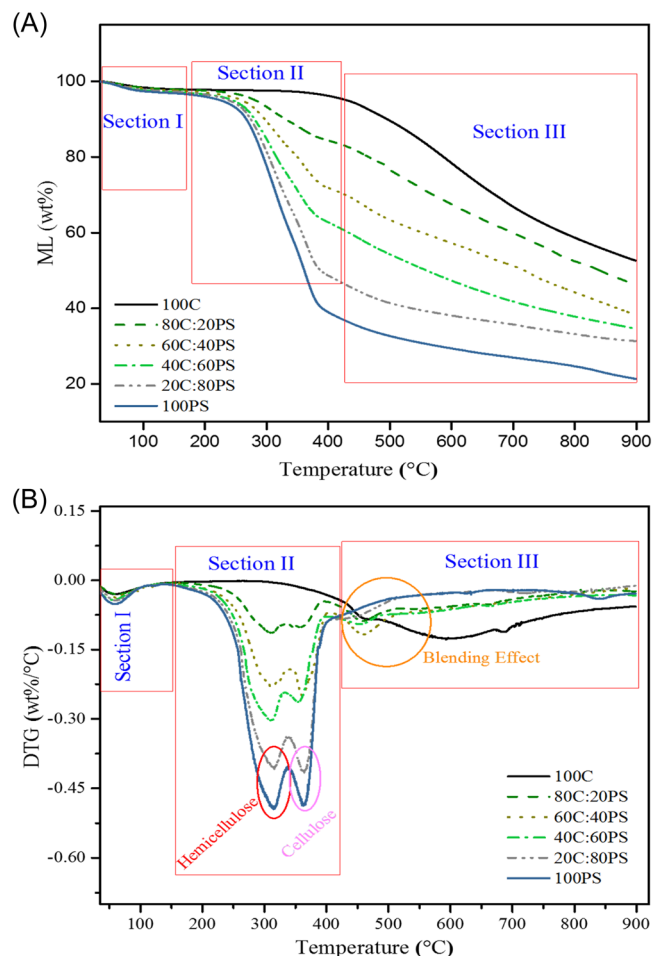 (A)
Section II
100
Section I
Section III
80
ML (wt%)
60
40
20
100C
80C:20PS
60C:40PS
40C:60PS
20C:80PS
100PS
100 200 300 400 500 600 700 800 900
Temperature (°C)
(B)
0.15
Section II
Section III
0.00
Section I
-0.15
Blending Effect
DTG (wt%/°C)
-0.30
-0.45
Hemicellulose
Cellulose
-0.60
100C
80C:20PS
60C:40PS
40C:60PS
20C:80PS
100PS
100 200 300 400 500 600 700 800 900
Temperature (°C)